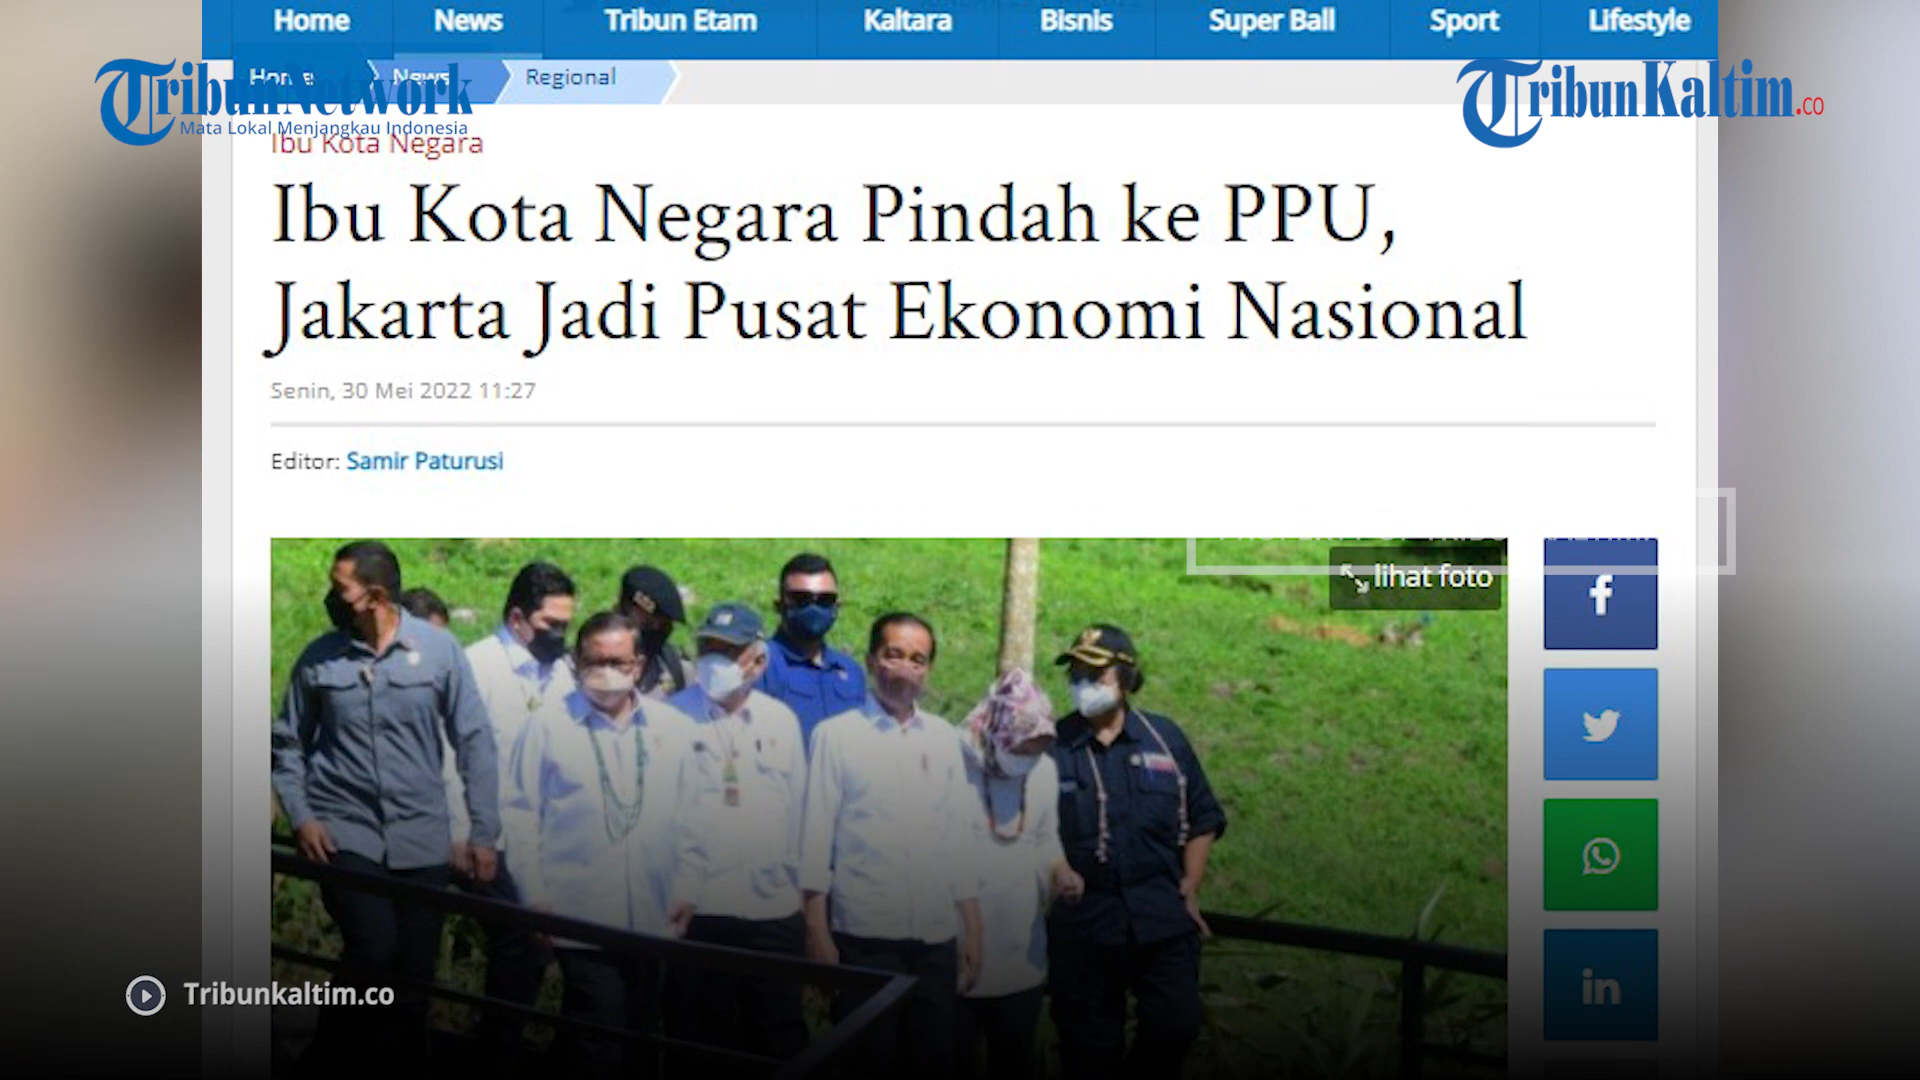 Home News Tribun Etam Kaltara Bisnis Super Ball Sport Lifestyle
Home News Regional
TribunNetwork
Mata Lokal Menjangkau Indonesia
TribunKaltim.co
Ibu Kota Negara
Ibu Kota Negara Pindah ke PPU,
Jakarta Jadi Pusat Ekonomi Nasional
Senin, 30 Mei 2022 11:27
Editor: Samir Paturusi
lihat foto
Tribunkaltim.co